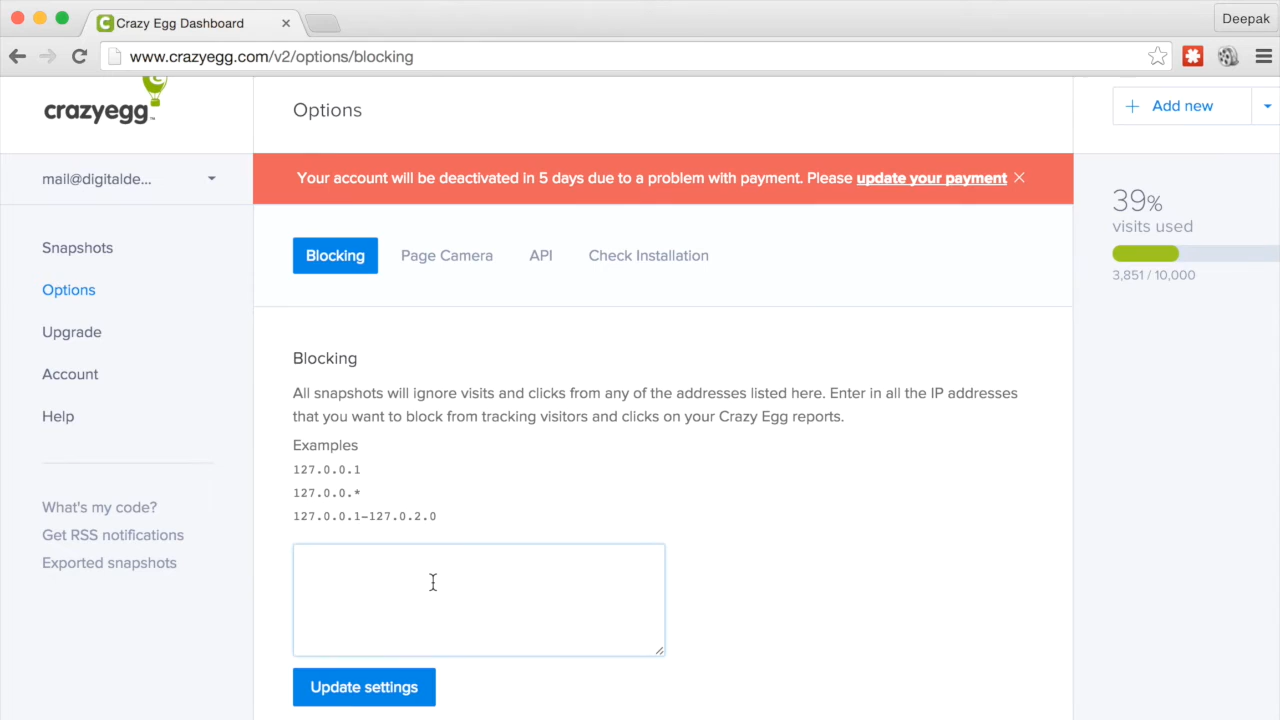 Crazy Egg Dashboard
Deepak
www.crazyegg.com/v2/options/blocking
crazyegg™
Options
Add new
mail@digitalde...
Your account will be deactivated in 5 days due to a problem with payment. Please update your payment
39%
visits used
3,851 / 10,000
Snapshots
Options
Upgrade
Account
Help
What's my code?
Get RSS notifications
Exported snapshots
Blocking
Page Camera
API
Check Installation
Blocking
All snapshots will ignore visits and clicks from any of the addresses listed here. Enter in all the IP addresses
that you want to block from tracking visitors and clicks on your Crazy Egg reports.
Examples
127.0.0.1
127.0.0.*
127.0.0.1-127.0.2.0
Update settings